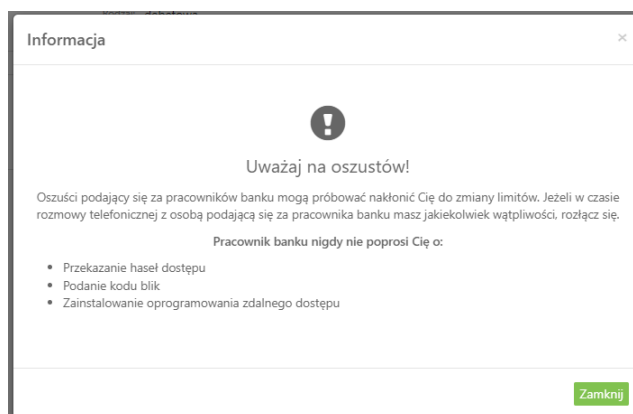 Informacja
×
Uważaj na oszustów!
Oszuści podający się za pracowników banku mogą próbować nakłonić Cię do zmiany limitów. Jeżeli w czasie
rozmowy telefonicznej z osobą podającą się za pracownika banku masz jakiekolwiek wątpliwości, rozłącz się.
Pracownik banku nigdy nie poprosi Cię o:
• Przekazanie haseł dostępu
• Podanie kodu blik
• Zainstalowanie oprogramowania zdalnego dostępu
Zamknij